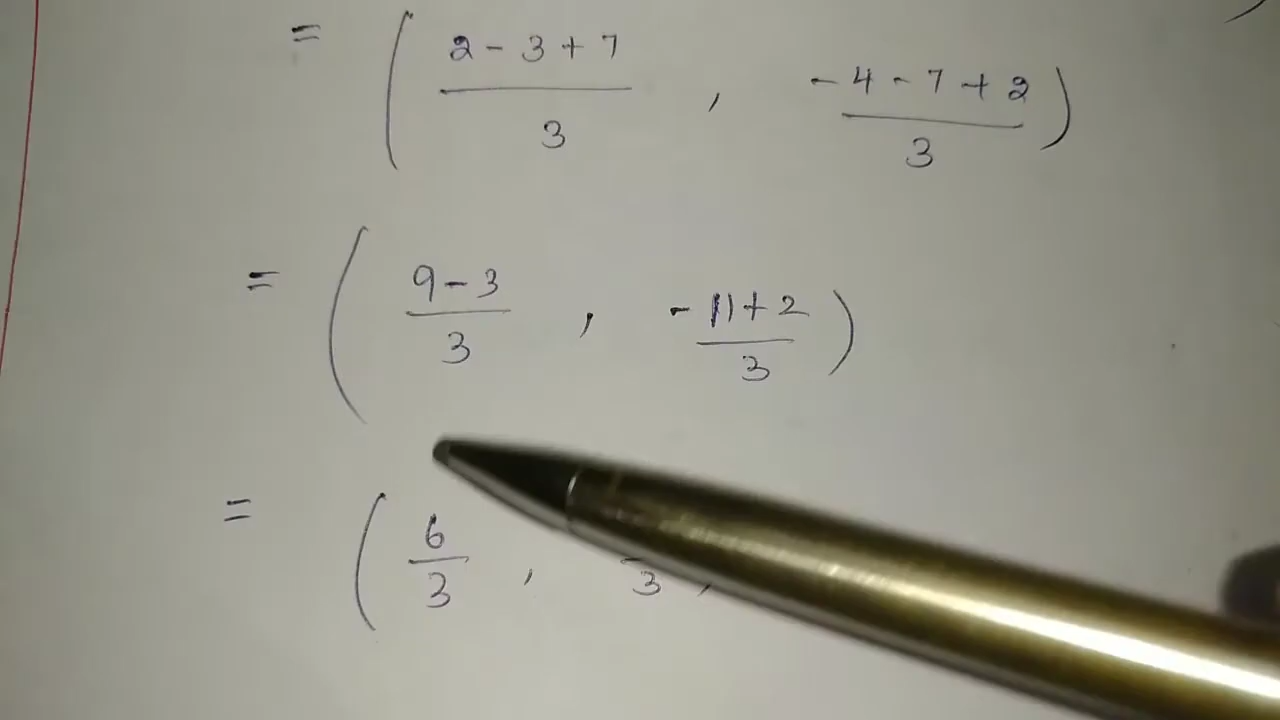 = ( 2 - 3 + 7 / 3 , - 4 - 7 + 2 / 3 )
= ( 9 - 3 / 3 , - 11 + 2 / 3 )
= ( 6 / 3 , / 3 )